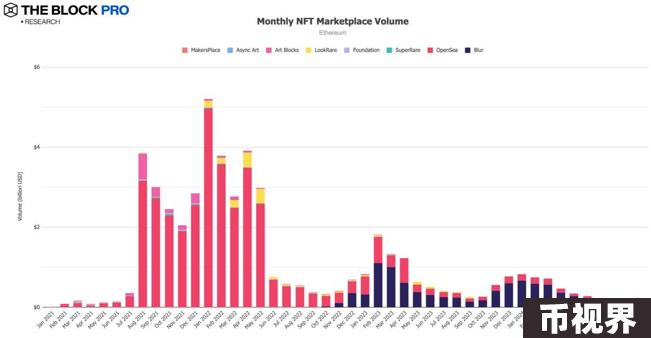 THE BLOCK PRO
• RESEARCH
Monthly NFT Marketplace Volume
Ethereum
MakersPlace Async Art Art Blocks LookRare Foundation SuperRare OpenSea Blur
Volume (billion USD)
$6
$4
$2
$0
Jan 2021 Feb 2021 Mar 2021 Apr 2021 May 2021 Jun 2021 Jul 2021 Aug 2021 Sep 2021 Oct 2021 Nov 2021 Dec 2021 Jan 2022 Feb 2022 Mar 2022 Apr 2022 May 2022 Jun 2022 Jul 2022 Aug 2022 Sep 2022 Oct 2022 Nov 2022 Dec 2022 Jan 2023 Feb 2023 Mar 2023 Apr 2023 May 2023 Jun 2023 Jul 2023 Aug 2023 Sep 2023 Oct 2023 Nov 2023 Dec 2023
币视界